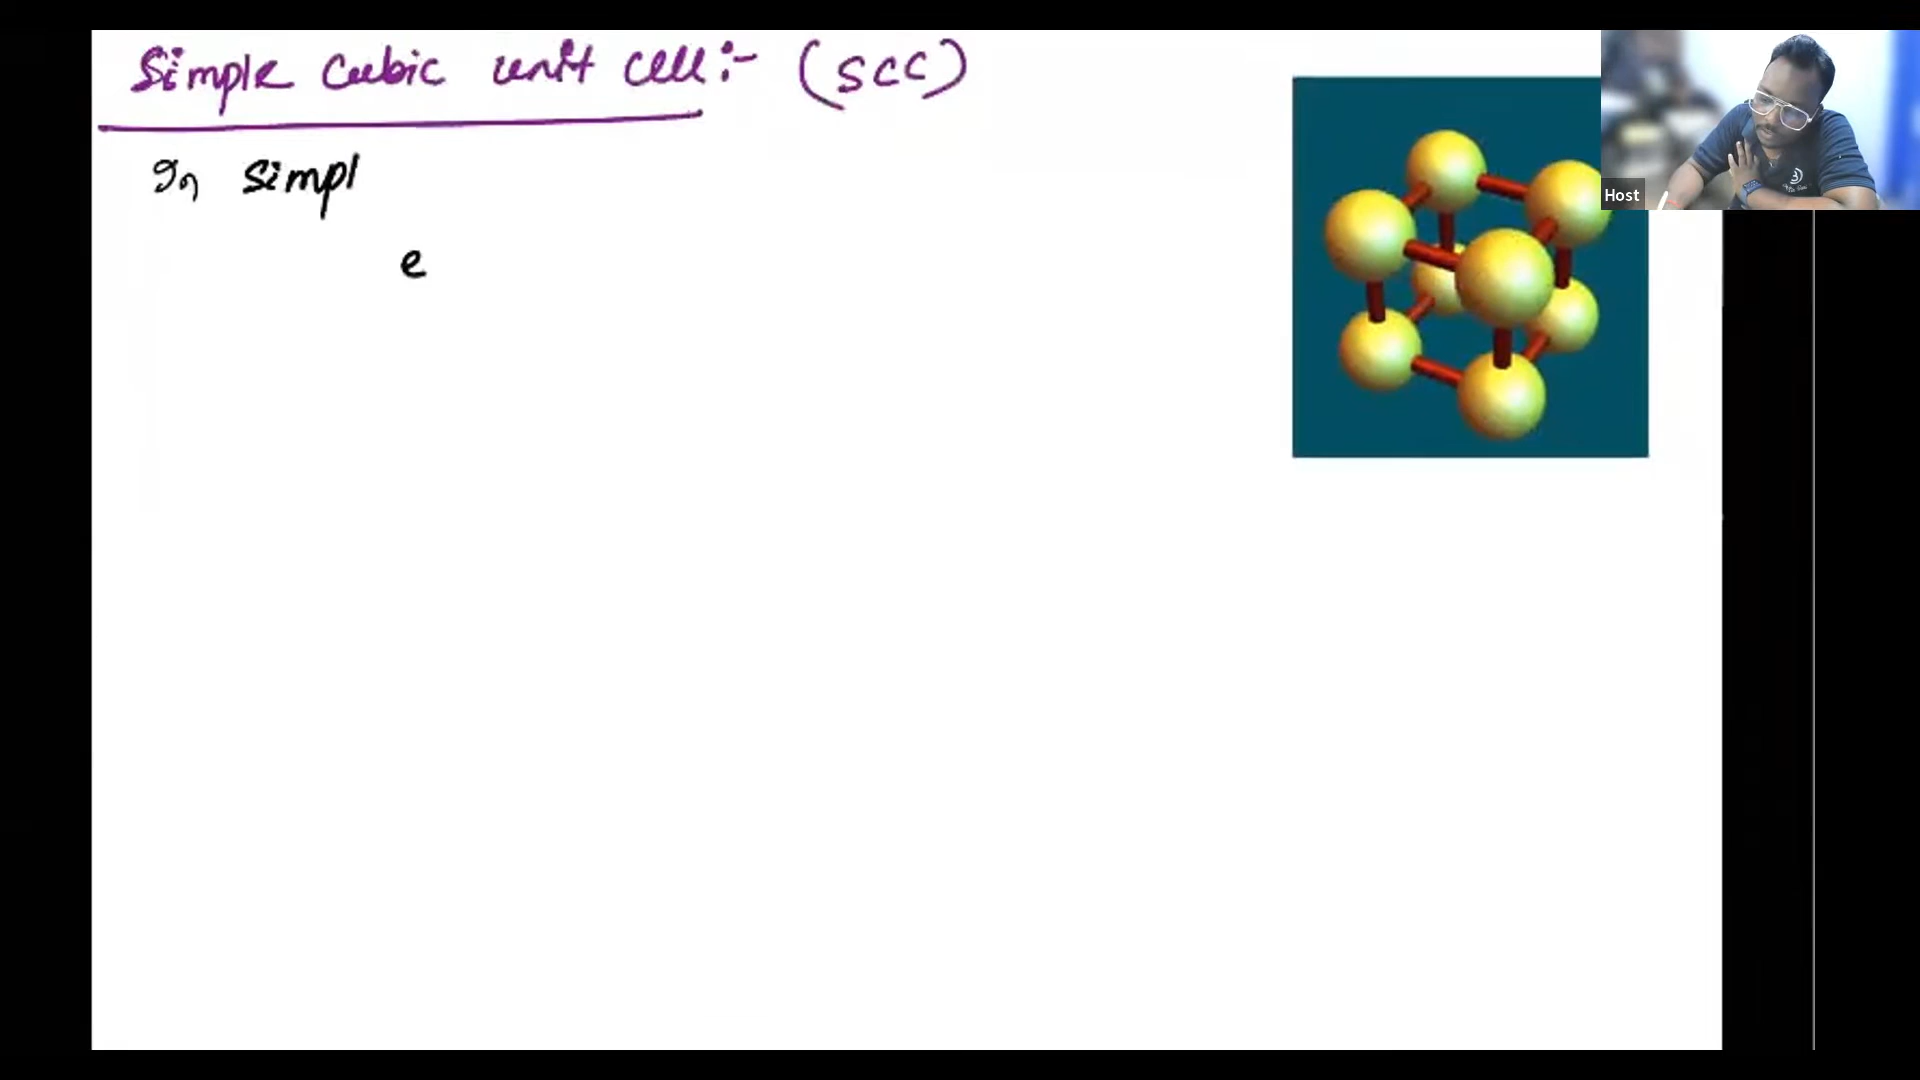 Simple Cubic unit cell :- (SCC)
In Simpl
e
Host